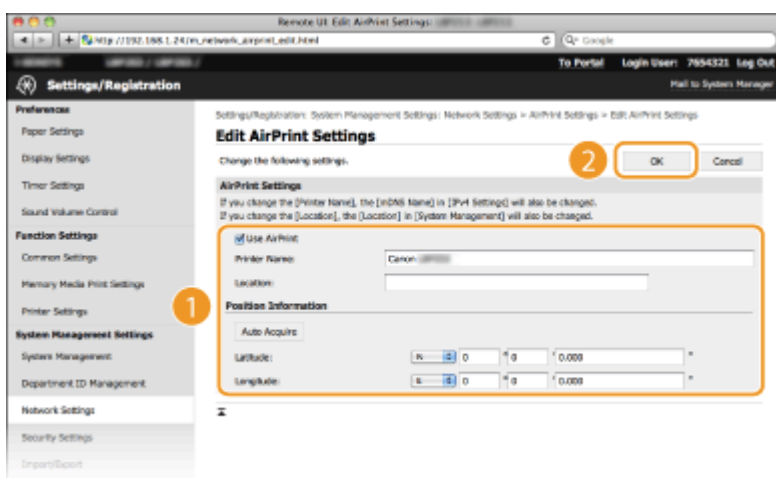 Remote UI: Edit AirPrint Settings:
http://192.168.1.24/m_network_airprint_edit.html
Google
To Portal Login User: 7654321 Log Out
Settings/Registration
Mail to System Manager
Preferences
Paper Settings
Display Settings
Timer Settings
Sound Volume Control
Function Settings
Common Settings
Memory Media Print Settings
Printer Settings
System Management Settings
System Management
Department ID Management
Network Settings
Security Settings
Import/Export
Settings/Registration: System Management Settings: Network Settings > AirPrint Settings > Edit AirPrint Settings
Edit AirPrint Settings
Change the following settings.
2
OK
Cancel
AirPrint Settings
If you change the [Printer Name], the [mDNS Name] in [IPv4 Settings] will also be changed.
If you change the [Location], the [Location] in [System Management] will also be changed.
1
Use AirPrint
Printer Name: Canon
Location:
Position Information
Auto Acquire
Latitude: N 0 ° 0 ' 0.000 "
Longitude: E 0 ° 0 ' 0.000 "